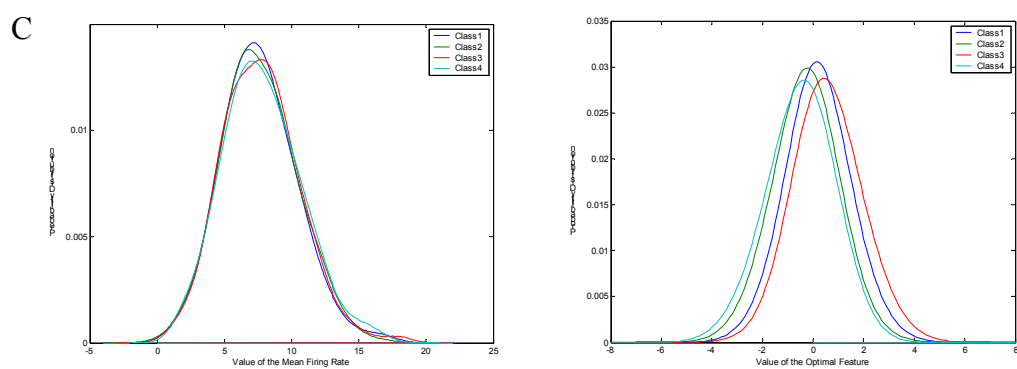 C
Class1
Class2
Class3
Class4
0.01
0.005
0
-5
0
5
10
15
20
25
Value of the Mean Firing Rate
Class1
Class2
Class3
Class4
0.035
0.03
0.025
0.02
0.015
0.01
0.005
0
-8
-6
-4
-2
0
2
4
6
8
Value of the Optimal Feature